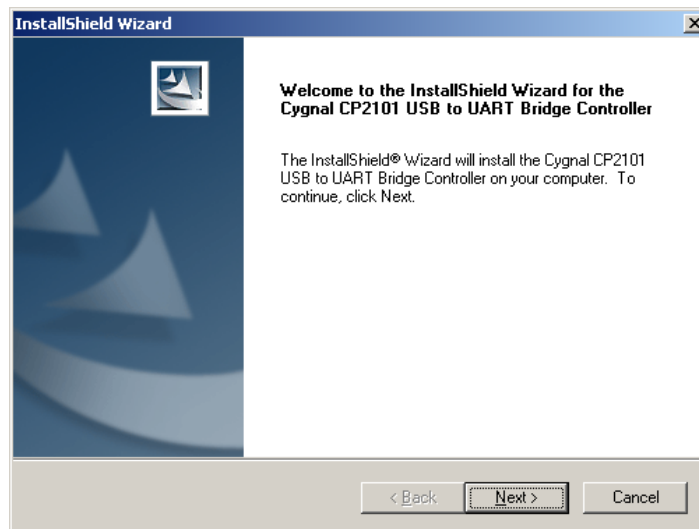 InstallShield Wizard
Welcome to the InstallShield Wizard for the
Cygnal CP2101 USB to UART Bridge Controller
The InstallShield® Wizard will install the Cygnal CP2101
USB to UART Bridge Controller on your computer. To
continue, click Next.
< Back Next > Cancel